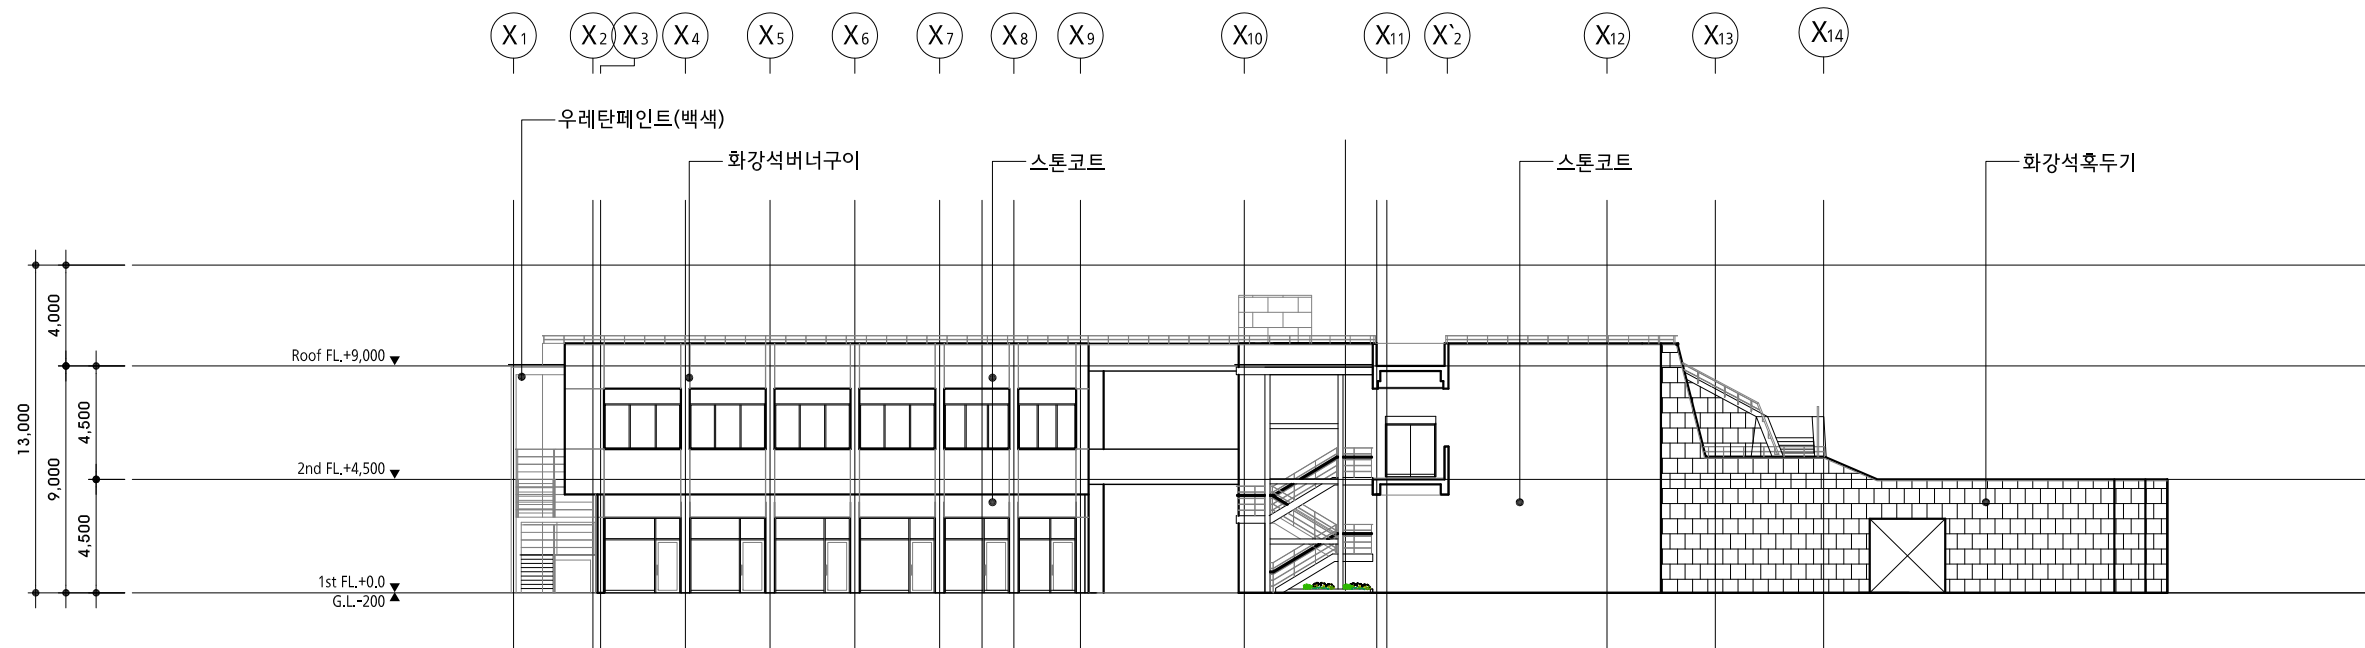 X1 X2 X3 X4 X5 X6 X7 X8 X9 X10 X11 X`2 X12 X13 X14
우레탄페인트(백색)
화강석버너구이
스톤코트
스톤코트
화강석혹두기
4,000
Roof FL.+9,000
13,000
4,500
9,000
2nd FL.+4,500
4,500
1st FL.+0.0
G.L.-200